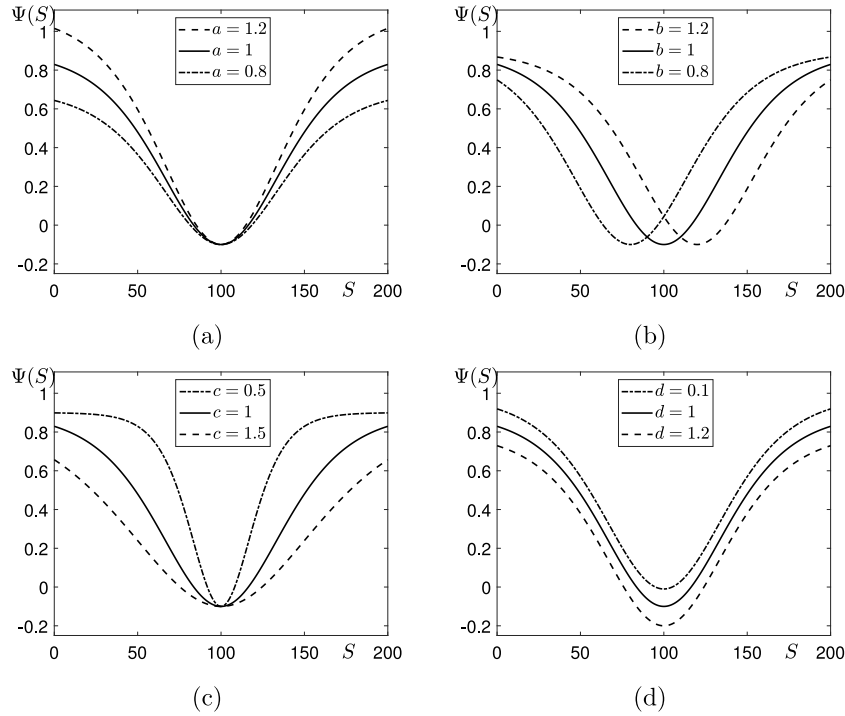 Ψ(S)
1
0.8
0.6
0.4
0.2
0
-0.2
0 50 100 150 S 200
a = 1.2
a = 1
a = 0.8
(a)
Ψ(S)
1
0.8
0.6
0.4
0.2
0
-0.2
0 50 100 150 S 200
b = 1.2
b = 1
b = 0.8
(b)
Ψ(S)
1
0.8
0.6
0.4
0.2
0
-0.2
0 50 100 150 S 200
c = 0.5
c = 1
c = 1.5
(c)
Ψ(S)
1
0.8
0.6
0.4
0.2
0
-0.2
0 50 100 150 S 200
d = 0.1
d = 1
d = 1.2
(d)